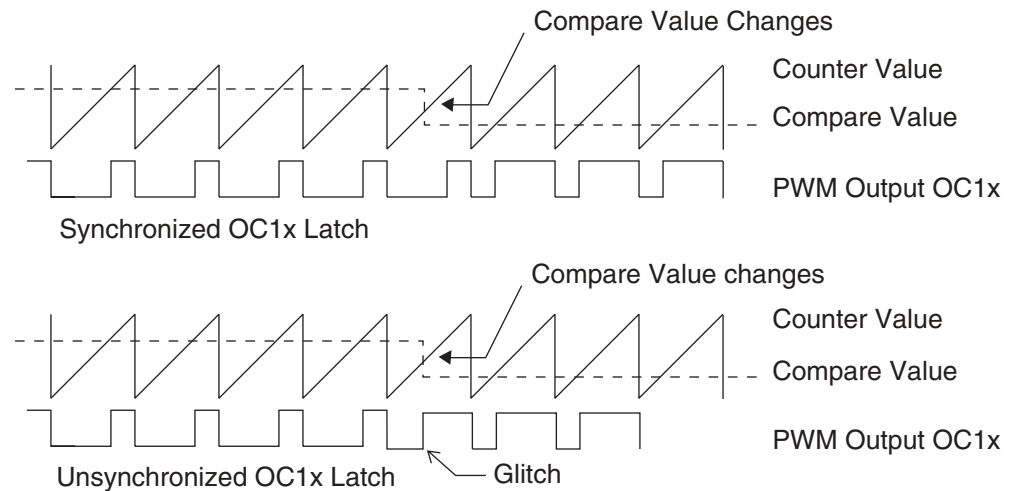 Compare Value Changes
Counter Value
Compare Value
PWM Output OC1x
Synchronized OC1x Latch
Compare Value changes
Counter Value
Compare Value
PWM Output OC1x
Unsynchronized OC1x Latch
Glitch